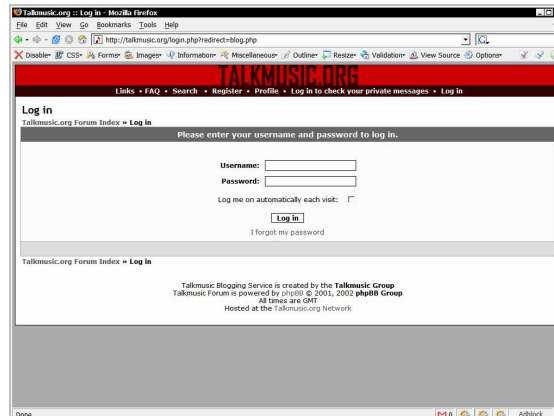 Talkmusic.org :: Log in - Mozilla Firefox
File Edit View Go Bookmarks Tools Help
http://talkmusic.org/login.php?redirect=blog.php
Disable CSS Forms Images Information Miscellaneous Outline Resize Validation View Source Options
TALKMUSIC.ORG
Links • FAQ • Search • Register • Profile • Log in to check your private messages • Log in
Log in
Talkmusic.org Forum Index » Log in
Please enter your username and password to log in.
Username:
Password:
Log me on automatically each visit:
Log in
I forgot my password
Talkmusic.org Forum Index » Log in
Talkmusic Blogging Service is created by the Talkmusic Group
Talkmusic Forum is powered by phpBB © 2001, 2002 phpBB Group
All times are GMT
Hosted at the Talkmusic.org Network
Done 0 Adblock